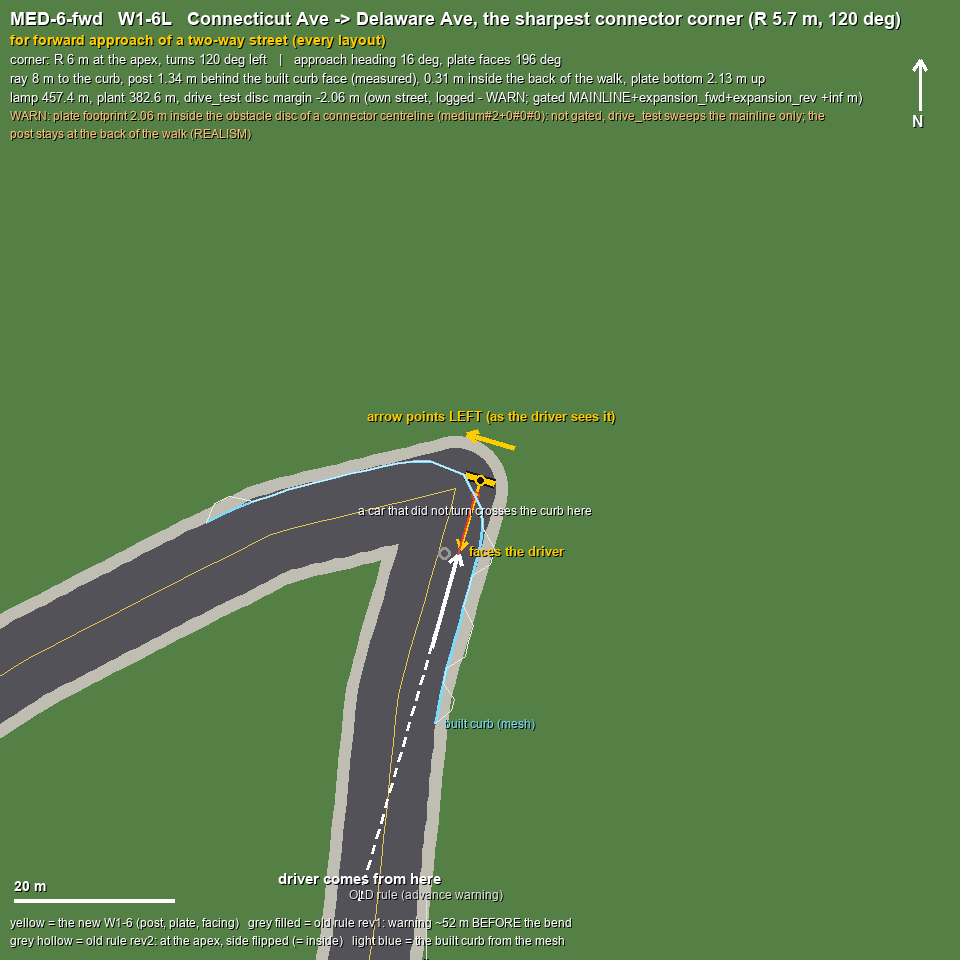 MED-6-fwd W1-6L Connecticut Ave -> Delaware Ave, the sharpest connector corner (R 5.7 m, 120 deg)
for forward approach of a two-way street (every layout)
corner: R 6 m at the apex, turns 120 deg left | approach heading 16 deg, plate faces 196 deg
ray 8 m to the curb, post 1.34 m behind the built curb face (measured), 0.31 m inside the back of the walk, plate bottom 2.13 m up
lamp 457.4 m, plant 382.6 m, drive_test disc margin -2.06 m (own street, logged - WARN; gated MAINLINE+expansion_fwd+expansion_rev +inf m)
WARN: plate footprint 2.06 m inside the obstacle disc of a connector centreline (medium#2+0#0#0): not gated, drive_test sweeps the mainline only; the
post stays at the back of the walk (REALISM)
N
arrow points LEFT (as the driver sees it)
a car that did not turn crosses the curb here
faces the driver
built curb (mesh)
driver comes from here
OLD rule (advance warning)
20 m
yellow = the new W1-6 (post, plate, facing) grey filled = old rule rev1: warning ~52 m BEFORE the bend
grey hollow = old rule rev2: at the apex, side flipped (= inside) light blue = the built curb from the mesh